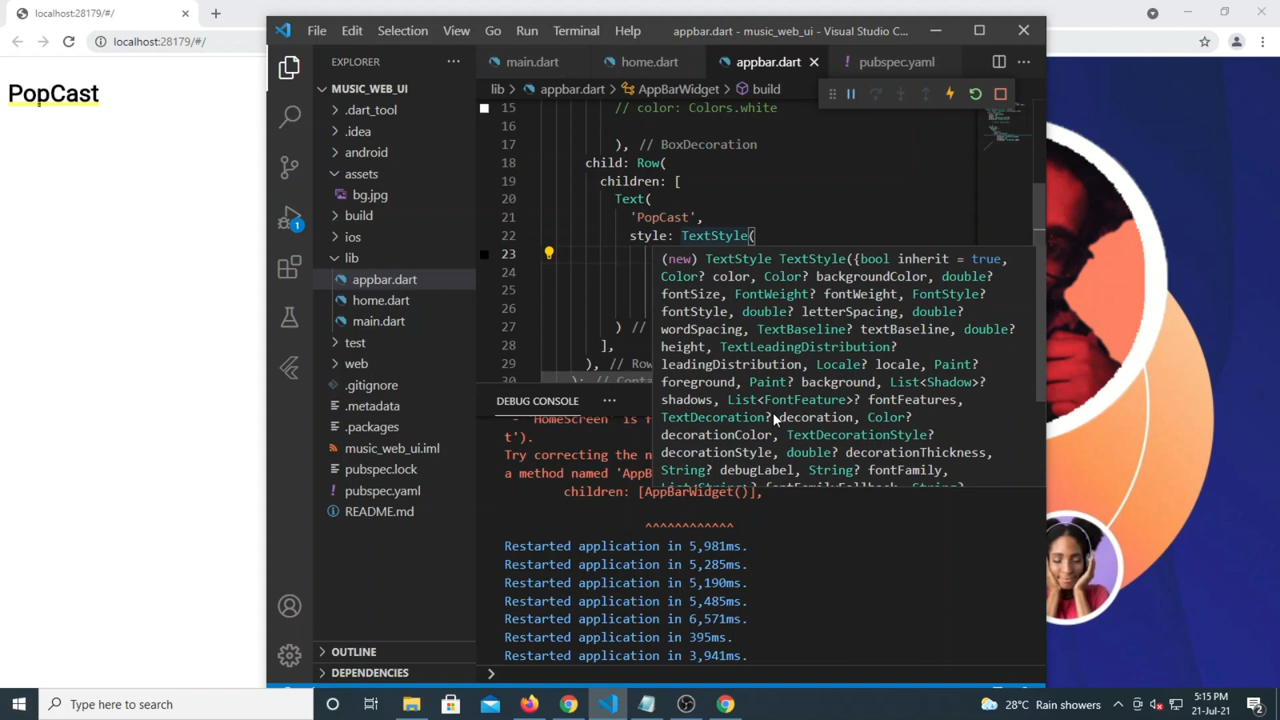 localhost:28179/#/
localhost:28179/#/
PopCast
File Edit Selection View Go Run Terminal Help
appbar.dart - music_web_ui - Visual Studio C...
EXPLORER
MUSIC_WEB_UI
.dart_tool
.idea
android
assets
bg.jpg
build
ios
lib
appbar.dart
home.dart
main.dart
test
web
.gitignore
.metadata
.packages
music_web_ui.iml
pubspec.lock
pubspec.yaml
README.md
OUTLINE
DEPENDENCIES
1
main.dart home.dart appbar.dart pubspec.yaml
lib > appbar.dart > AppBarWidget > build
15 // color: Colors.white
16
17 ), // BoxDecoration
18 child: Row(
19 children: [
20 Text(
21 'PopCast',
22 style: TextStyle(
23
24
25
26
27 ) //
28 ],
29 ), // Row
30 ); // Conta
(new) TextStyle TextStyle({bool inherit = true,
Color? color, Color? backgroundColor, double?
fontSize, FontWeight? fontWeight, FontStyle?
fontStyle, double? letterSpacing, double?
wordSpacing, TextBaseline? textBaseline, double?
height, TextLeadingDistribution?
leadingDistribution, Locale? locale, Paint?
foreground, Paint? background, List<Shadow>?
shadows, List<FontFeature>? fontFeatures,
TextDecoration? decoration, Color?
decorationColor, TextDecorationStyle?
decorationStyle, double? decorationThickness,
String? debugLabel, String? fontFamily,
List<String>? fontFamilyFallback, String?
DEBUG CONSOLE
- 'HomeScreen' is f
t').
Try correcting the n
a method named 'AppB
children: [AppBarWidget()],
^^^^^^^^^^^^
Restarted application in 5,981ms.
Restarted application in 5,285ms.
Restarted application in 5,190ms.
Restarted application in 5,485ms.
Restarted application in 6,571ms.
Restarted application in 395ms.
Restarted application in 3,941ms.
Type here to search
28°C Rain showers
5:15 PM
21-Jul-21
2